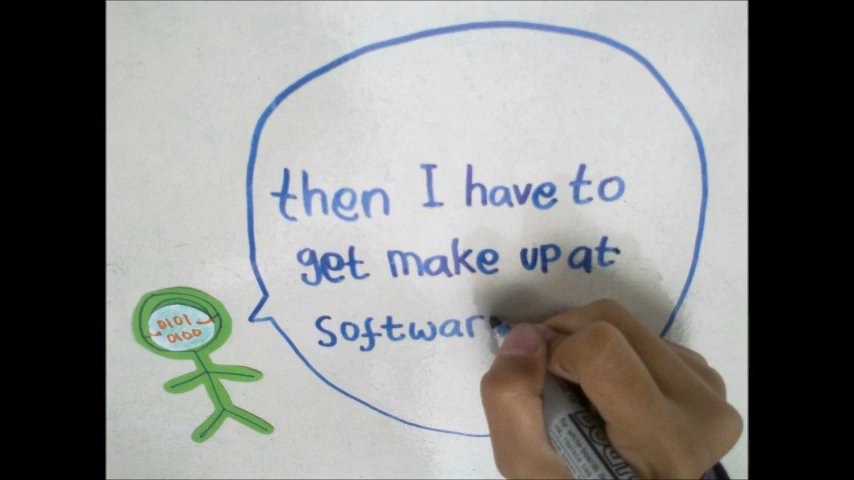 then I have to
get make up at
softwar
0101
0100